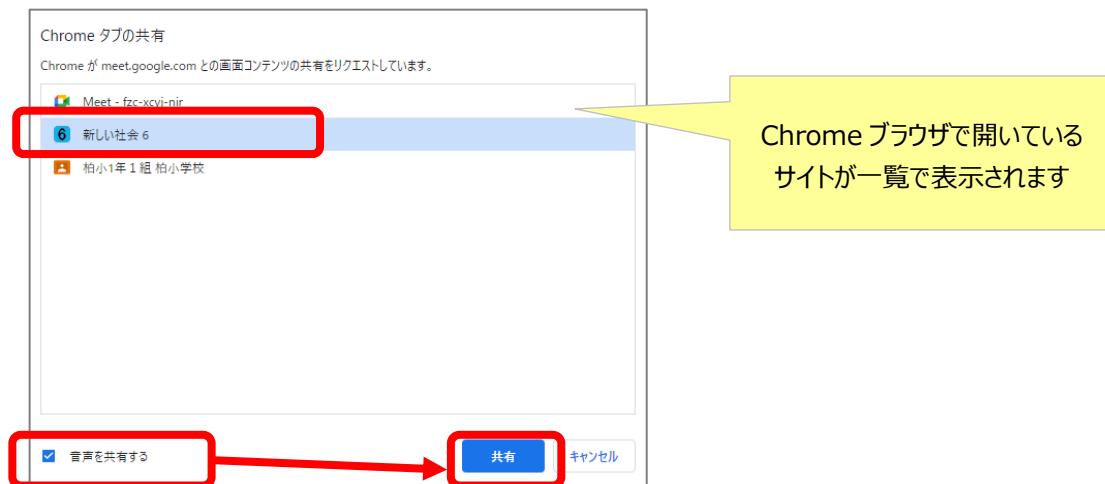 Chrome タブの共有
Chrome が meet.google.com との画面コンテンツの共有をリクエストしています。
Meet - fzc-xcvj-nir
6 新しい社会 6
柏小1年１組 柏小学校
Chrome ブラウザで開いている
サイトが一覧で表示されます
音声を共有する
共有
キャンセル